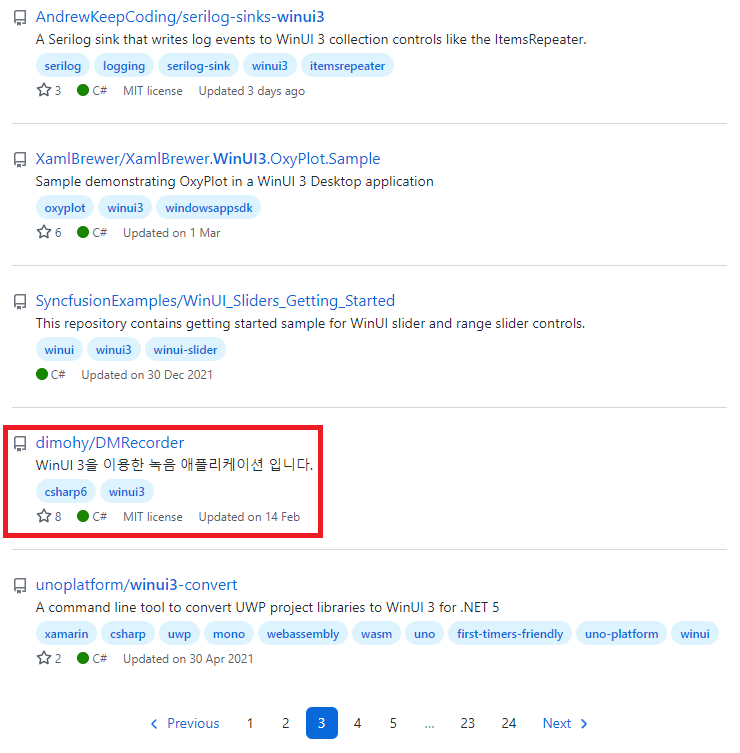 AndrewKeepCoding/serilog-sinks-winui3
A Serilog sink that writes log events to WinUI 3 collection controls like the ItemsRepeater.
serilog logging serilog-sink winui3 itemsrepeater
3 C# MIT license Updated 3 days ago
XamlBrewer/XamlBrewer.WinUI3.OxyPlot.Sample
Sample demonstrating OxyPlot in a WinUI 3 Desktop application
oxyplot winui3 windowsappsdk
6 C# Updated on 1 Mar
SyncfusionExamples/WinUI_Sliders_Getting_Started
This repository contains getting started sample for WinUI slider and range slider controls.
winui winui3 winui-slider
C# Updated on 30 Dec 2021
dimohy/DMRecorder
WinUI 3을 이용한 녹음 애플리케이션 입니다.
csharp6 winui3
8 C# MIT license Updated on 14 Feb
unoplatform/winui3-convert
A command line tool to convert UWP project libraries to WinUI 3 for .NET 5
xamarin csharp uwp mono webassembly wasm uno first-timers-friendly uno-platform winui
2 C# Updated on 30 Apr 2021
Previous 1 2 3 4 5 ... 23 24 Next